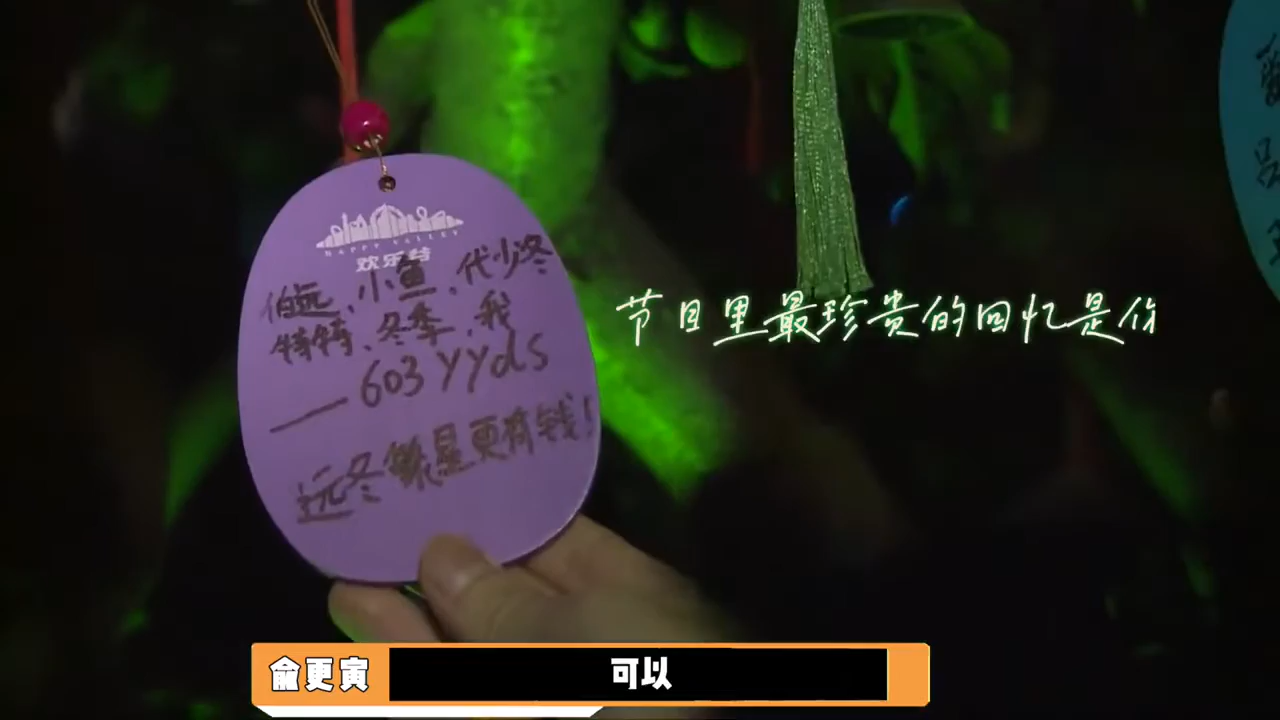 HAPPY VALLEY
欢乐谷
伯远、小鱼、代少冬
特特、冬季、我
—603 yyds
远冬繁星更有钱!
节目里最珍贵的回忆是你
俞更寅
可以